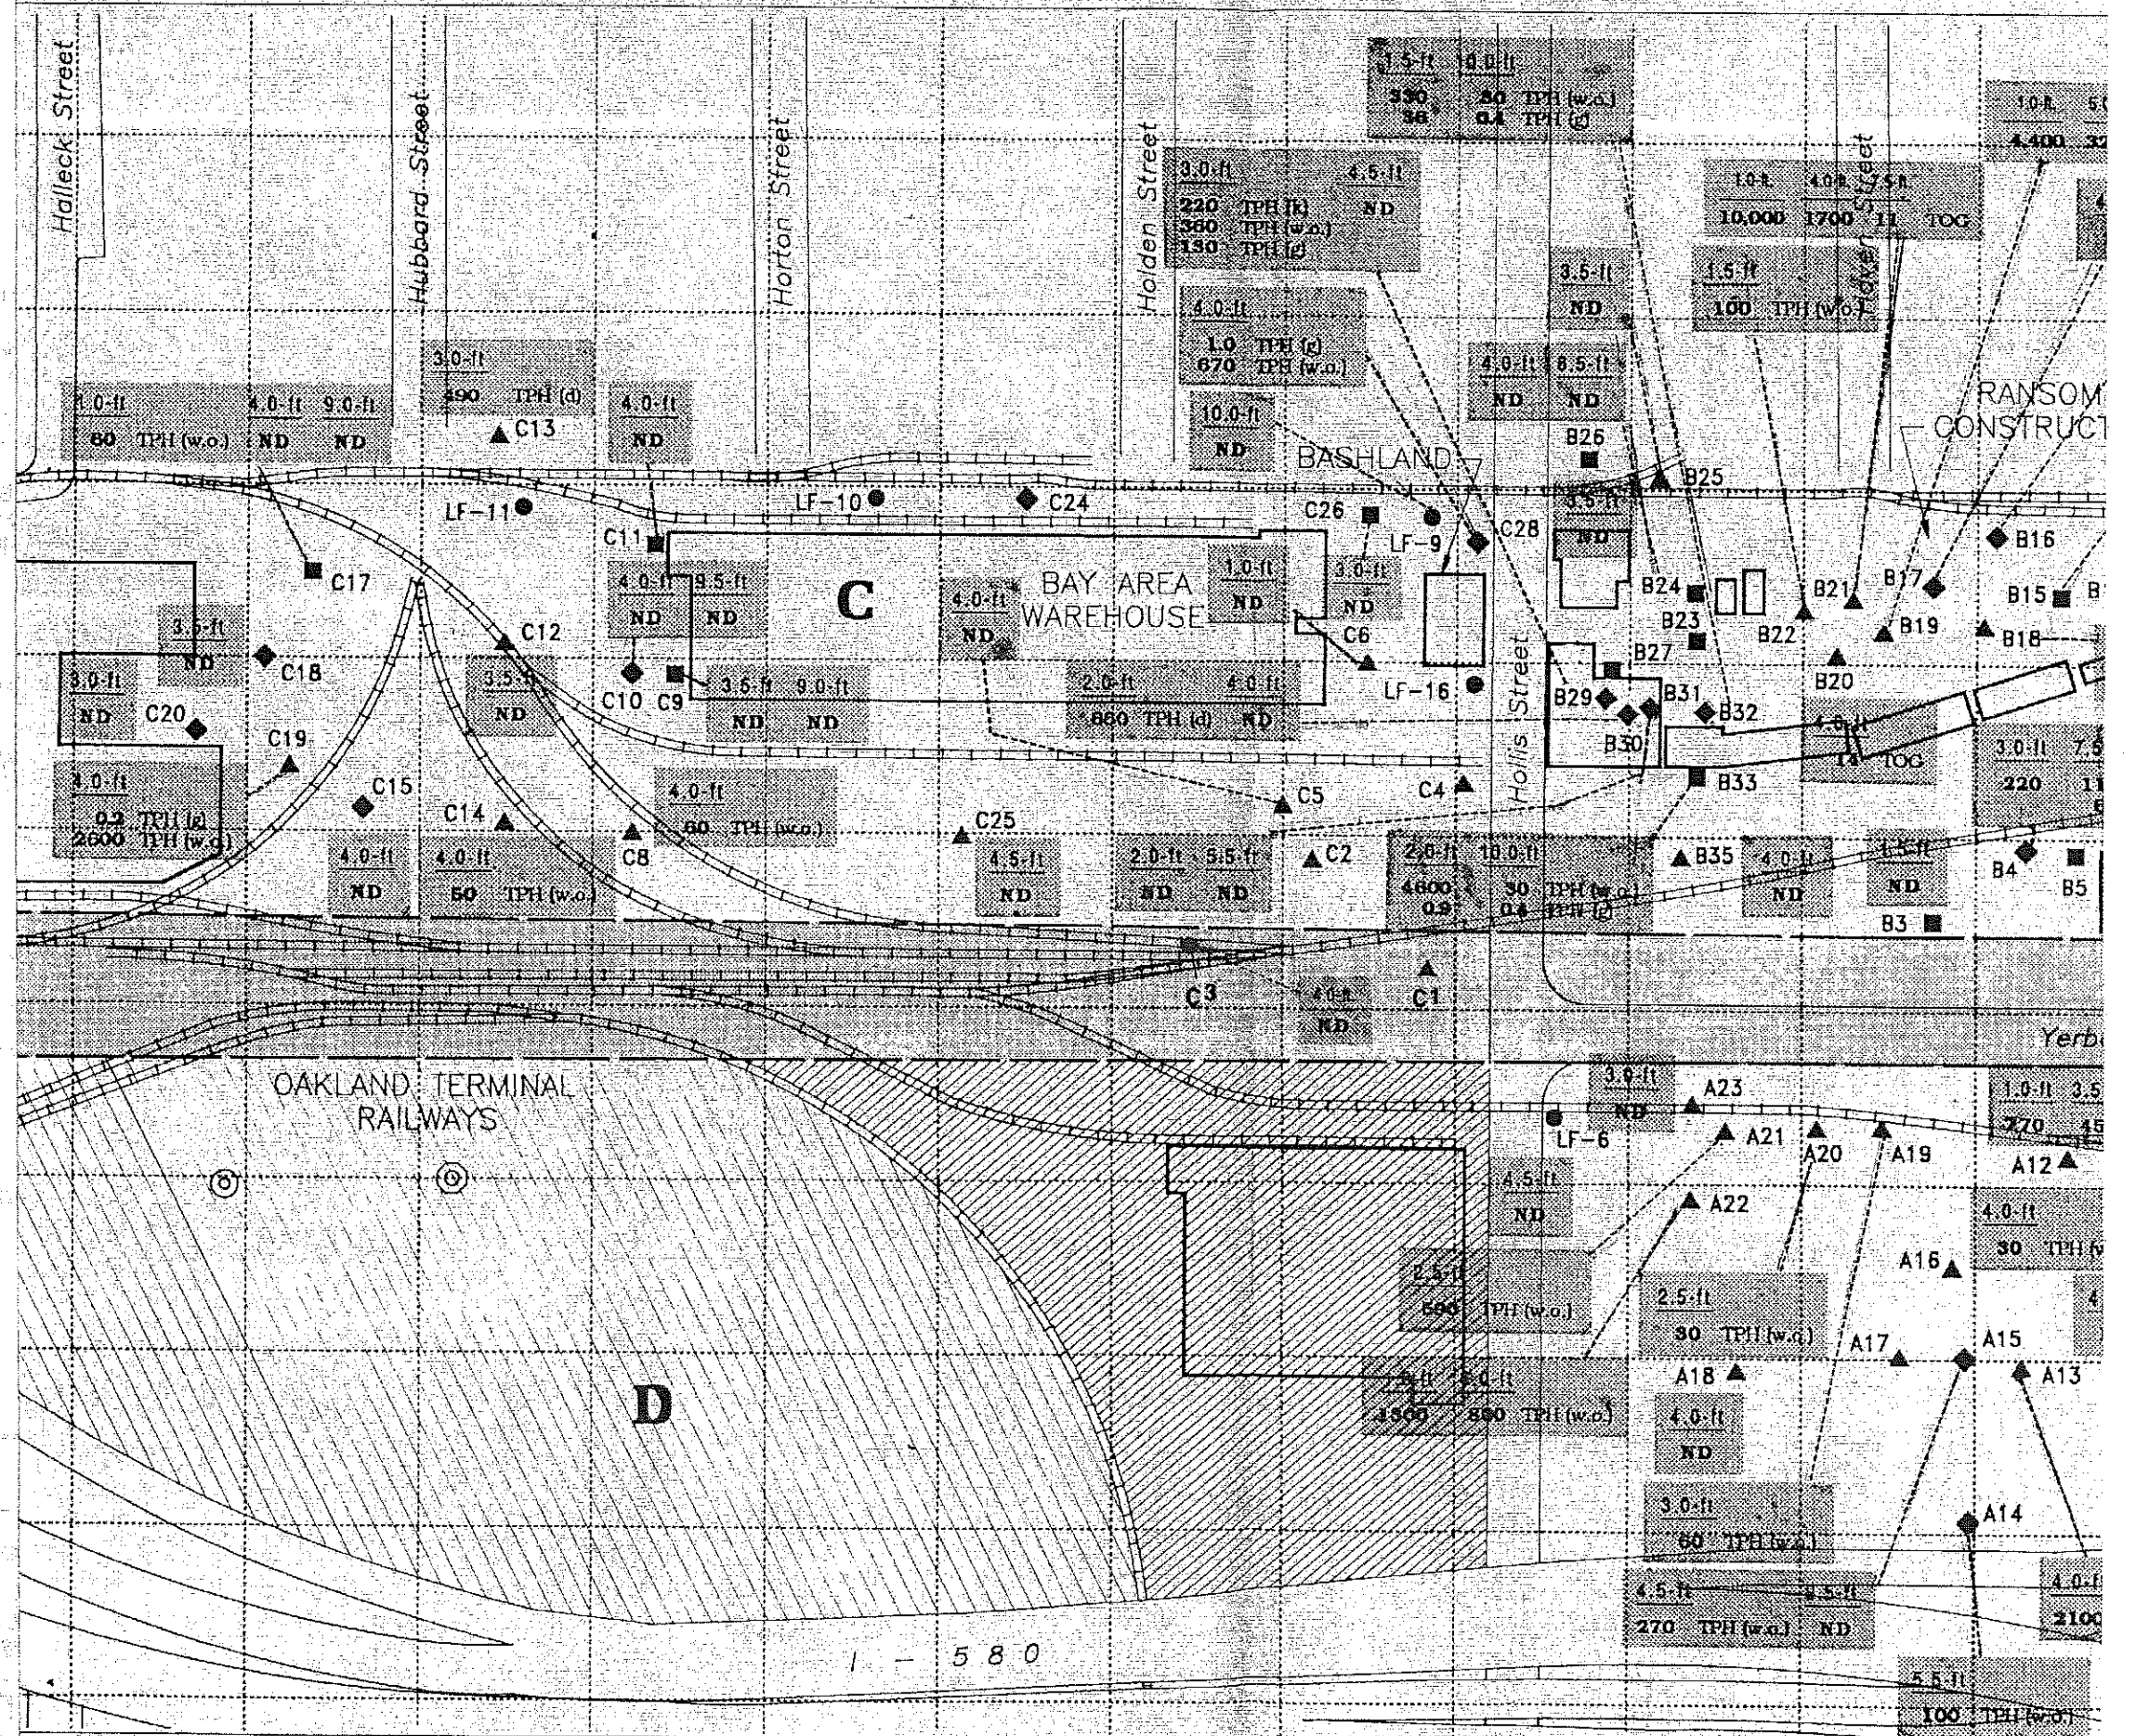 Halleck Street
Hubbard Street
Horton Street
Holden Street
Haven Street
Hollis Street
1.5-ft 10.0-ft
330 50 TPH (w.o.)
36 0.4 TPH (g)
1.0-ft.
4,400
3.0-ft 4.5-ft
220 TPH (k) ND
360 TPH (w.o.)
130 TPH (g)
1.0-ft. 4.0-ft. 7.5-ft
10,000 1700 11 TOG
3.5-ft
ND
1.5-ft
100 TPH (w.o.)
4.0-ft
1.0 TPH (g)
670 TPH (w.o.)
4.0-ft 8.5-ft
ND ND
3.0-ft
490 TPH (d)
1.0-ft 4.0-ft 9.0-ft
60 TPH (w.o.) ND ND
4.0-ft
ND
10.0-ft
ND
RANSOM
CONSTRUCT
C13
B26
BASHLAND
B25
LF-11
LF-10
C24
C26
LF-9
C28
3.5-ft
ND
C11
B16
C17
4.0-ft 9.5-ft
ND ND
C
BAY AREA
WAREHOUSE
4.0-ft
ND
1.0-ft
ND
3.0-ft
ND
B24
B23
B22
B21
B17
B15
B19
B18
B20
3.5-ft
ND
C18
C12
C6
B27
3.0-ft
ND
C20
3.5-ft
ND
C10
C9
3.5-ft 9.0-ft
ND ND
2.0-ft 4.0-ft
TPH (d) ND
LF-16
B29
B30
B31
B32
C19
4.0-ft
14 TOG
3.0-ft
220
4.0-ft
0.2 TPH (g)
2600 TPH (w.o.)
C15
C14
C8
4.0-ft
60 TPH (w.o.)
C25
C5
C4
B33
4.0-ft
ND
4.0-ft
50 TPH (w.o.)
4.5-ft
ND
2.0-ft 5.5-ft
ND ND
C2
2.0-ft 10.0-ft
4600 30 TPH (w.o.)
0.9 TPH (g)
B35
4.0-ft
ND
1.5-ft
ND
B4
B5
B3
C3
4.0-ft
ND
C1
Yerb
OAKLAND TERMINAL
RAILWAYS
ND
A23
LF-6
A21
A20
A19
1.0-ft 3.5
270 45
A12
4.5-ft
ND
A22
4.0-ft
30 TPH
A16
2.5-ft
TPH (w.o.)
2.5-ft
30 TPH (w.o.)
A17
A15
A13
A18
D
TPH (w.o.)
4.0-ft
ND
3.0-ft
60 TPH (w.o.)
A14
4.5-ft
270 TPH (w.o.) ND
4.0-f
2100
I - 580
5.5-ft
100 TPH (w.o.)